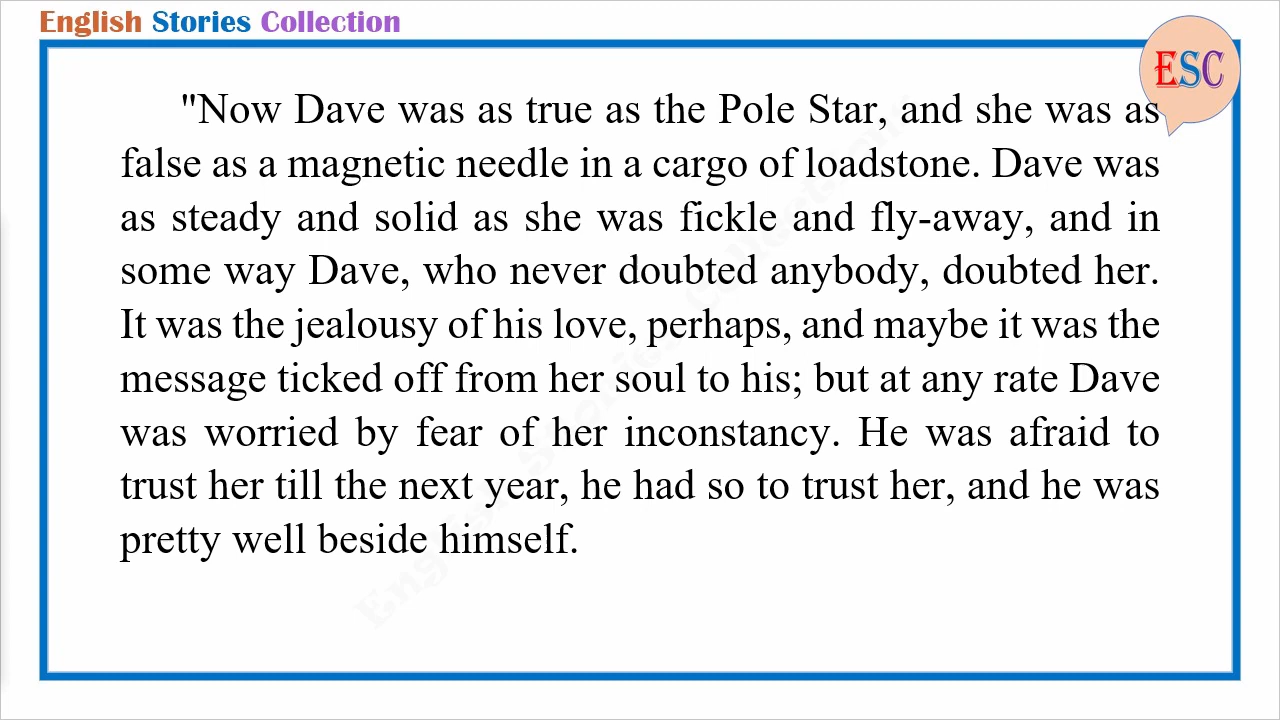 English Stories Collection
ESC
"Now Dave was as true as the Pole Star, and she was as
false as a magnetic needle in a cargo of loadstone. Dave was
as steady and solid as she was fickle and fly-away, and in
some way Dave, who never doubted anybody, doubted her.
It was the jealousy of his love, perhaps, and maybe it was the
message ticked off from her soul to his; but at any rate Dave
was worried by fear of her inconstancy. He was afraid to
trust her till the next year, he had so to trust her, and he was
pretty well beside himself.